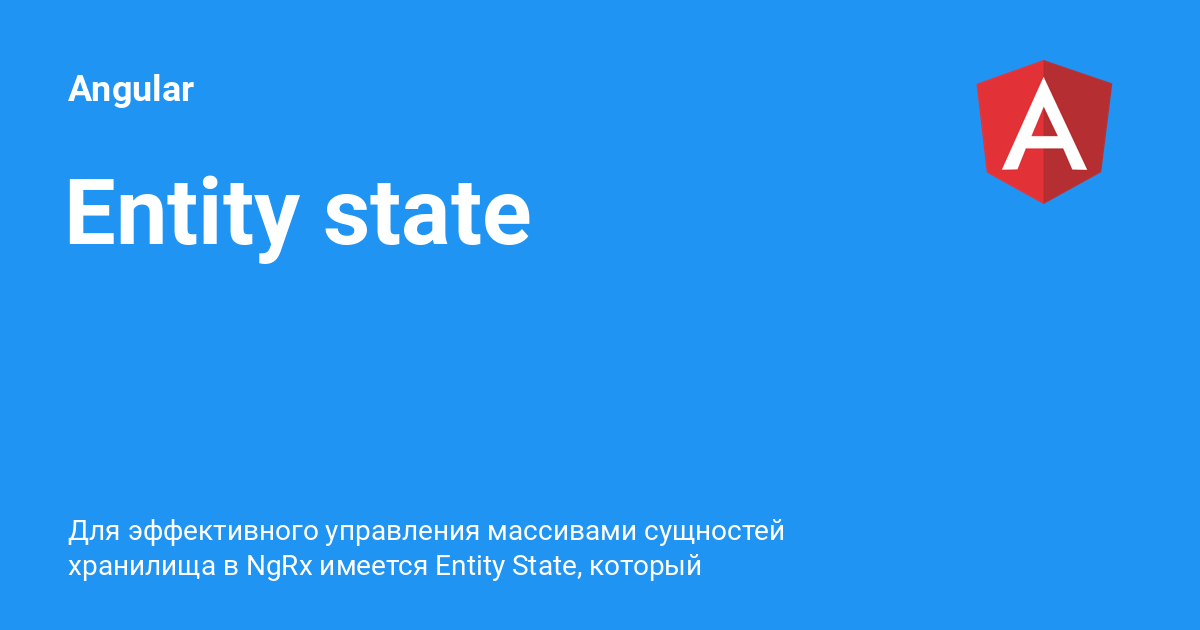 Angular
Entity state
Для эффективного управления массивами сущностей
хранилища в NgRx имеется Entity State, который